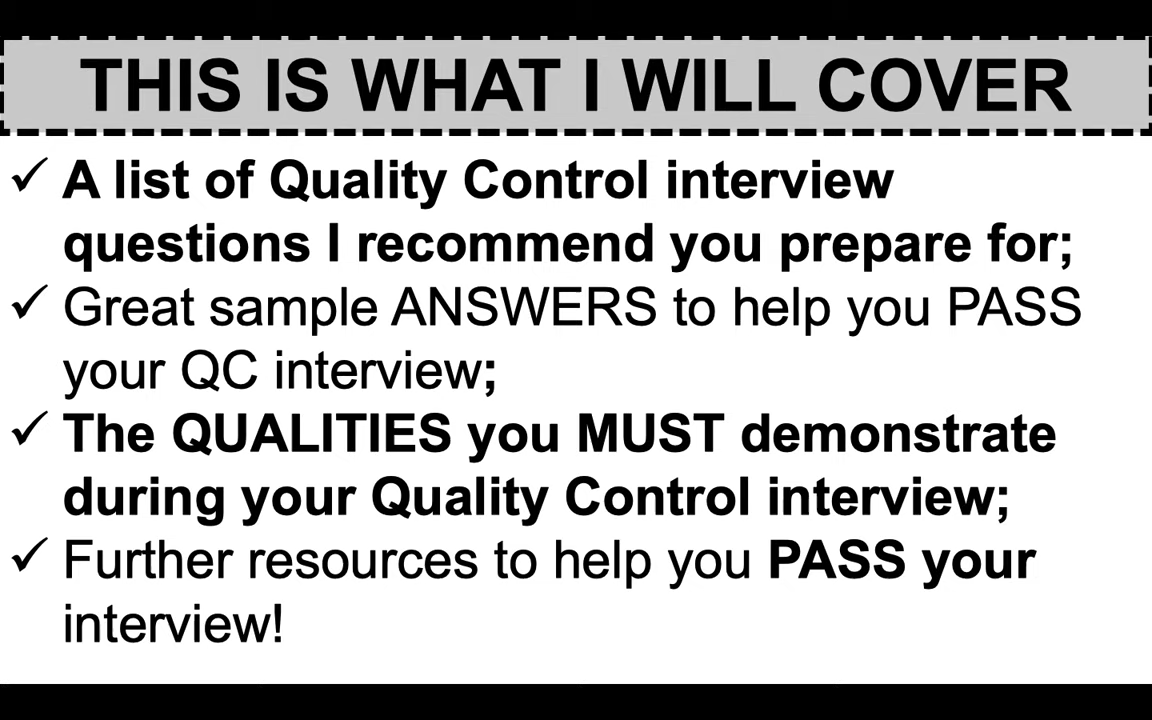 THIS IS WHAT I WILL COVER
✓ A list of Quality Control interview
questions I recommend you prepare for;
✓ Great sample ANSWERS to help you PASS
your QC interview;
✓ The QUALITIES you MUST demonstrate
during your Quality Control interview;
✓ Further resources to help you PASS your
interview!